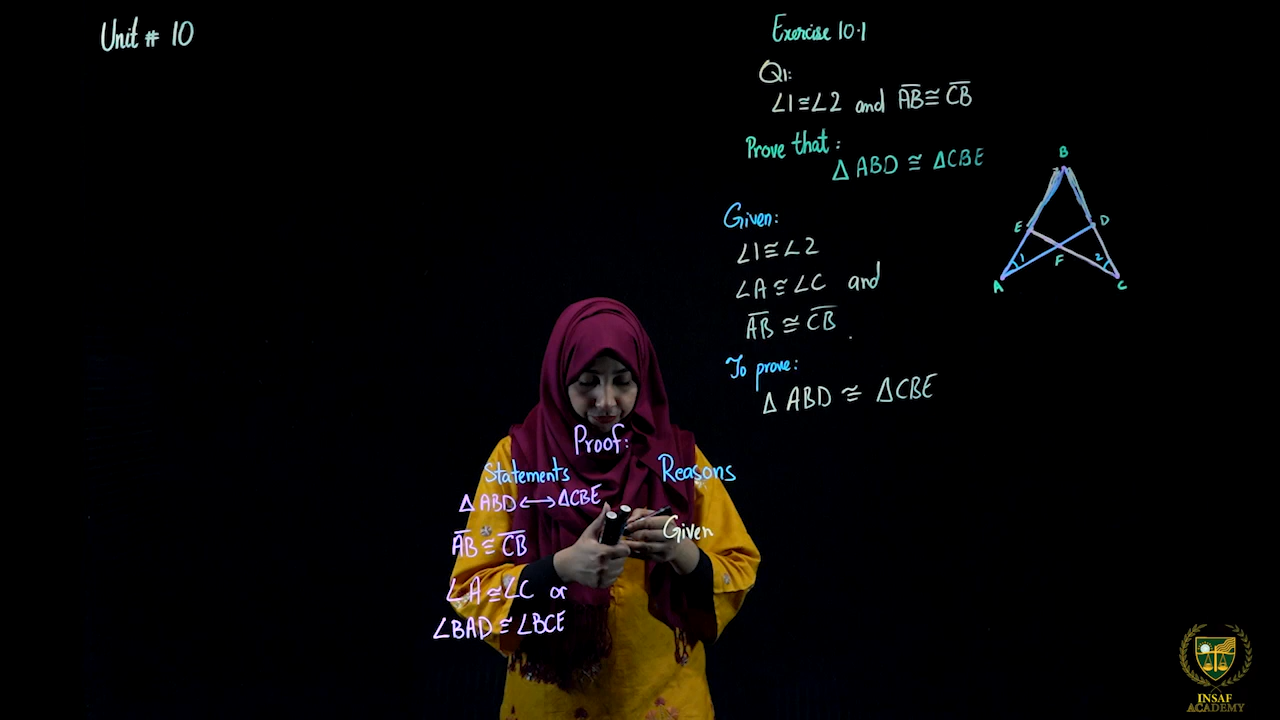 Unit # 10
Exercise 10.1
Q1:
∠1≅∠2 and A̅B̅≅C̅B̅
Prove that:
Δ ABD ≅ ΔCBE
B
E
D
1
F
2
A
C
Given:
∠1≅∠2
∠A≅∠C and
A̅B̅ ≅ C̅B̅.
To prove:
Δ ABD ≅ ΔCBE
Proof:
Statements Reasons
Δ ABD↔ΔCBE
A̅B̅≅C̅B̅ Given
∠A≅∠C or
∠BAD≅∠BCE
INSAF
ACADEMY